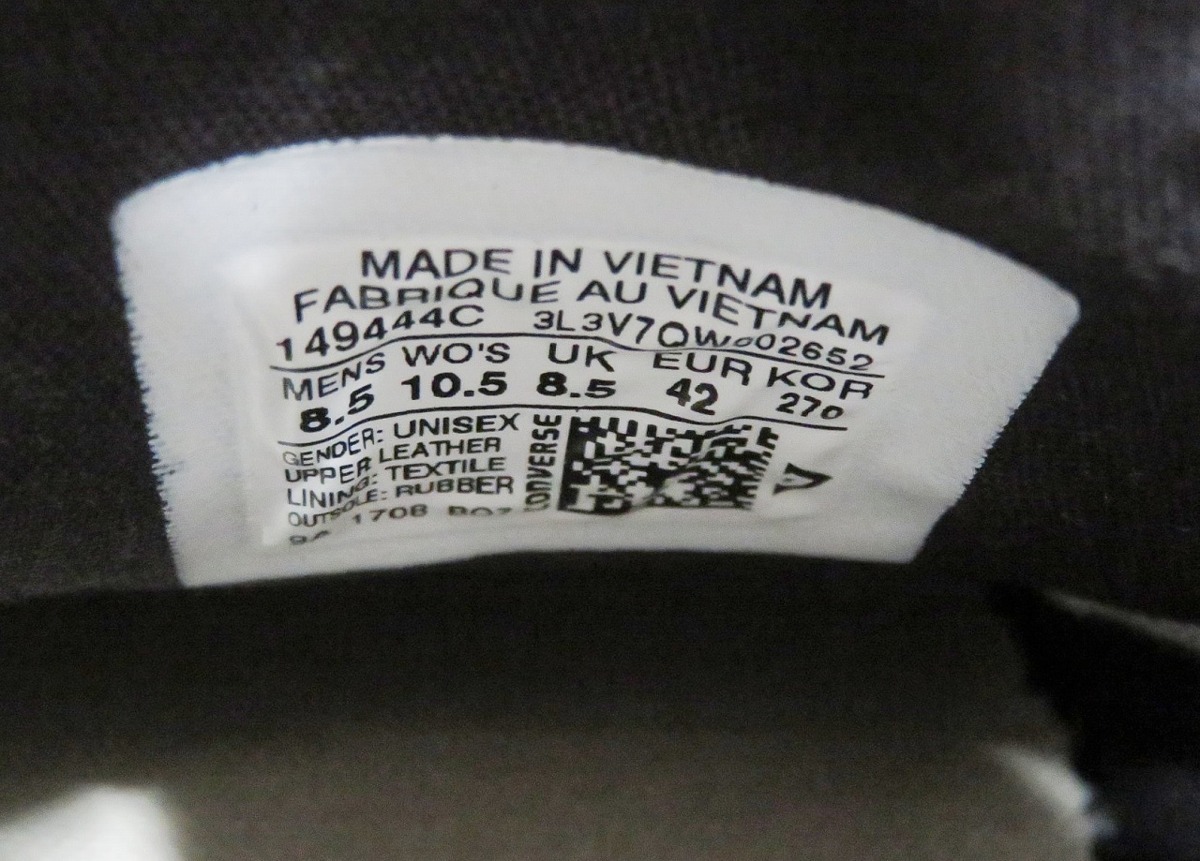 MADE IN VIETNAM
FABRIQUE AU VIETNAM
149444C
MENS WO'S UK EUR KOR
8.5 10.5 8.5 42 270
GENDER: UNISEX
UPPER LEATHER
LINING: TEXTILE
OUTSOLE: RUBBER
1708
CONVERSE